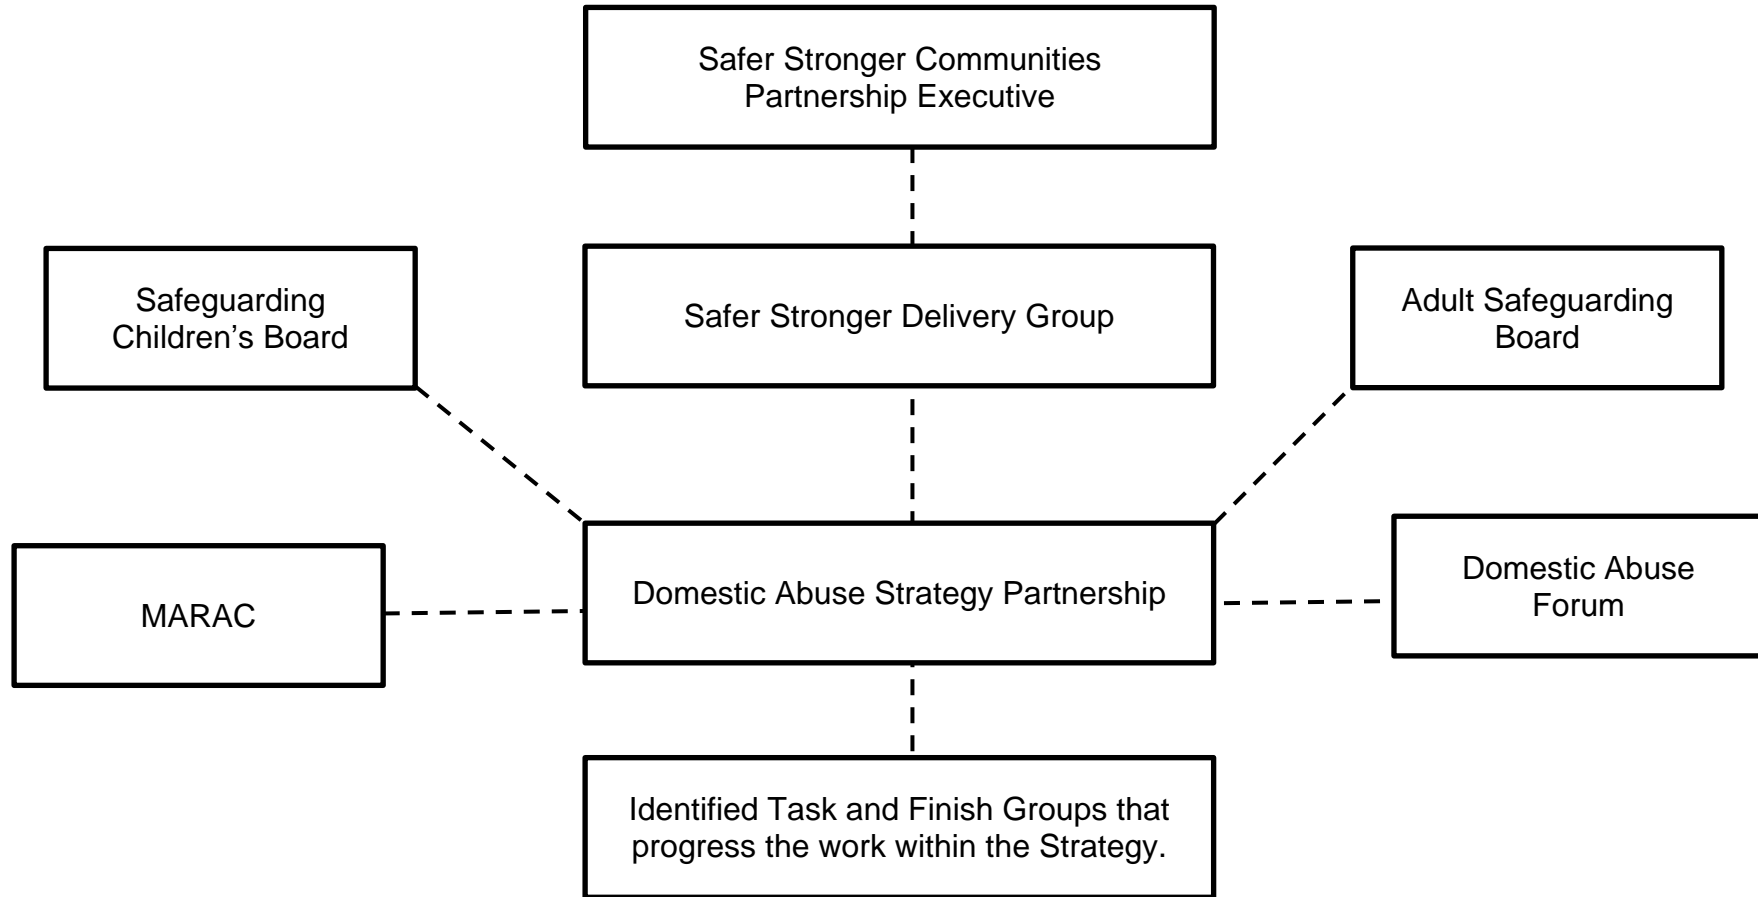 Safer Stronger Communities
Partnership Executive
Safeguarding
Children’s Board
Safer Stronger Delivery Group
Adult Safeguarding
Board
MARAC
Domestic Abuse Strategy Partnership
Domestic Abuse
Forum
Identified Task and Finish Groups that
progress the work within the Strategy.